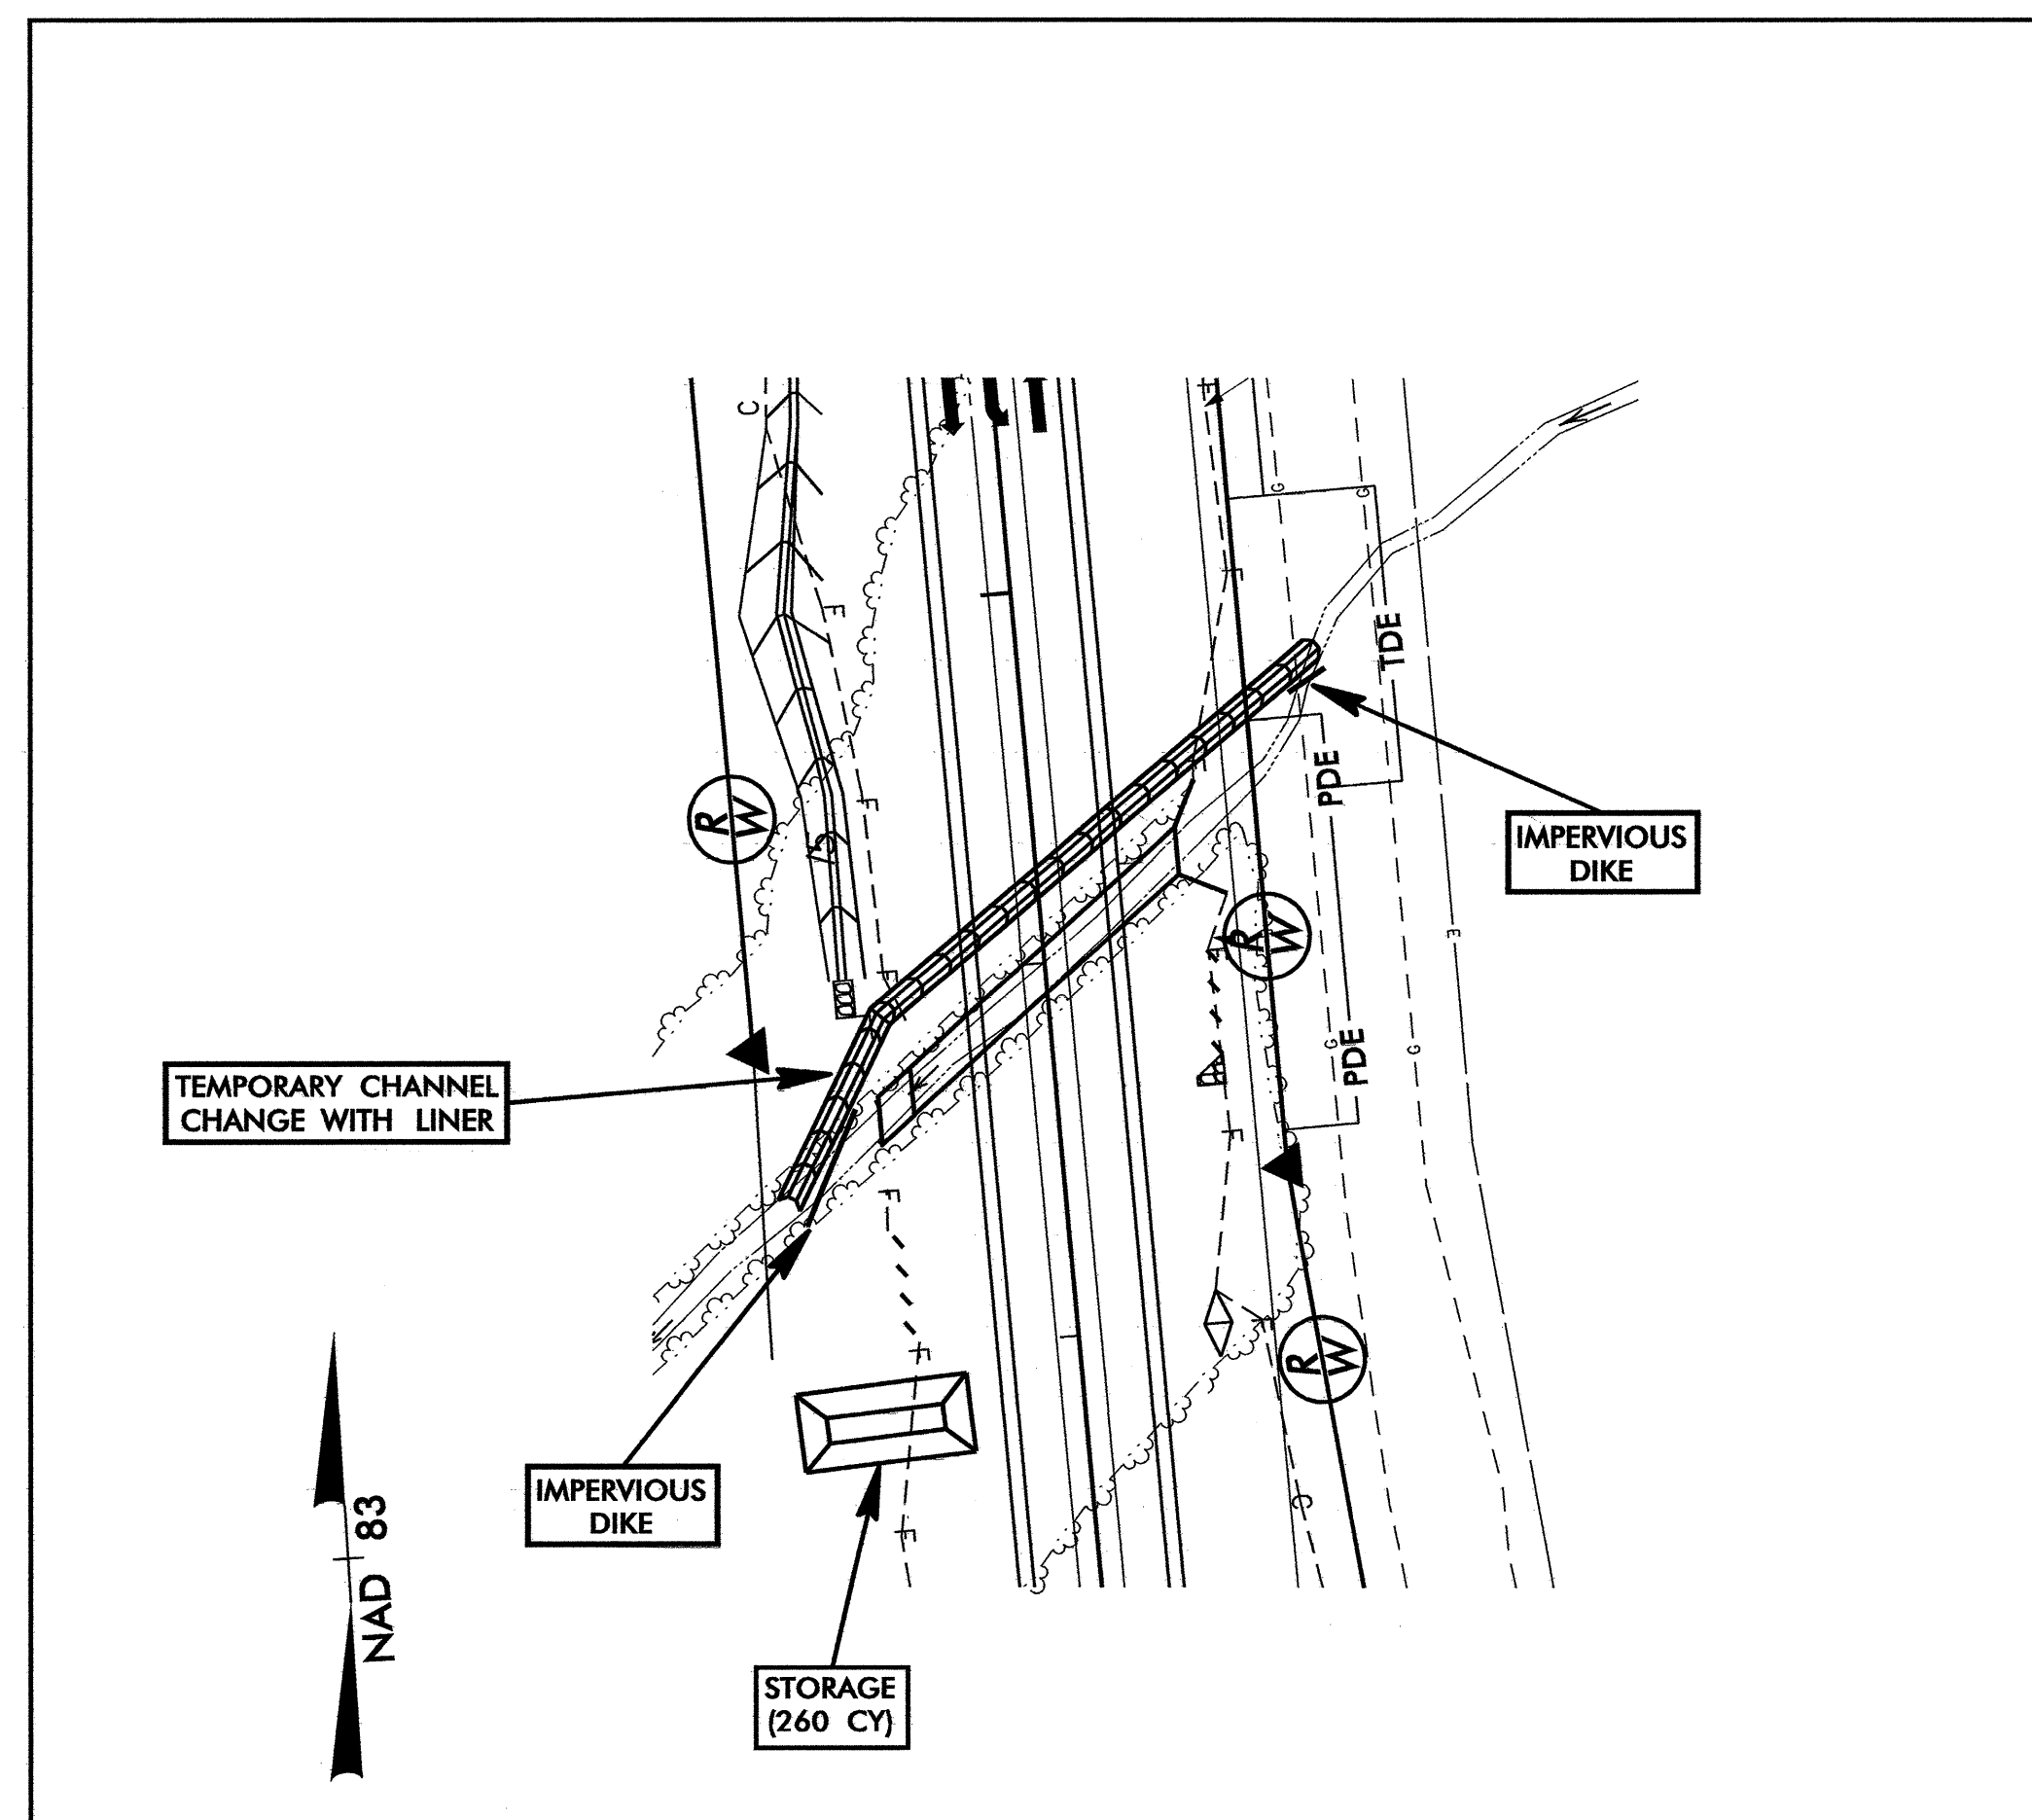 C
F
G
G
F
F
TDE
PDE
F
R
W
IMPERVIOUS
DIKE
F
R
W
E
F
TEMPORARY CHANNEL
CHANGE WITH LINER
G
G
PDE
F
F
F
R
W
IMPERVIOUS
DIKE
C
F
NAD 83
STORAGE
(260 CY)